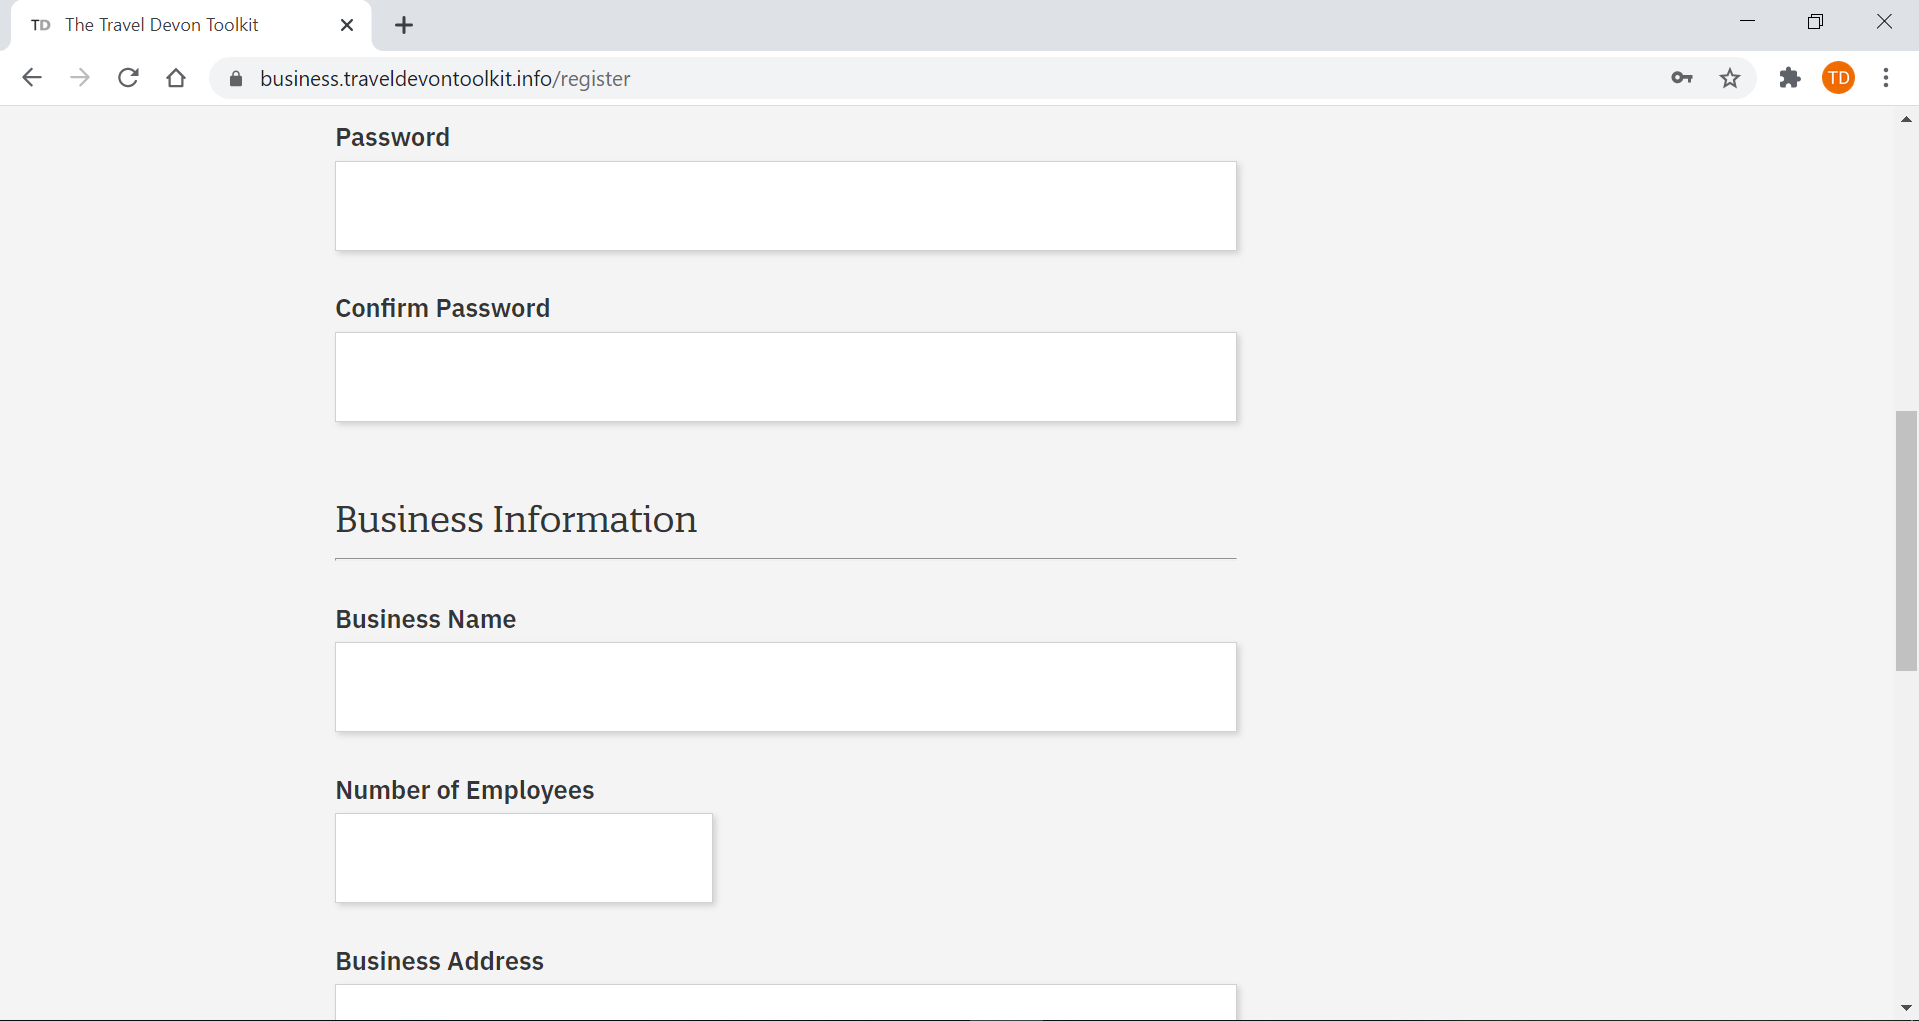 TD The Travel Devon Toolkit
business.traveldevontoolkit.info/register
TD
Password
Confirm Password
Business Information
Business Name
Number of Employees
Business Address